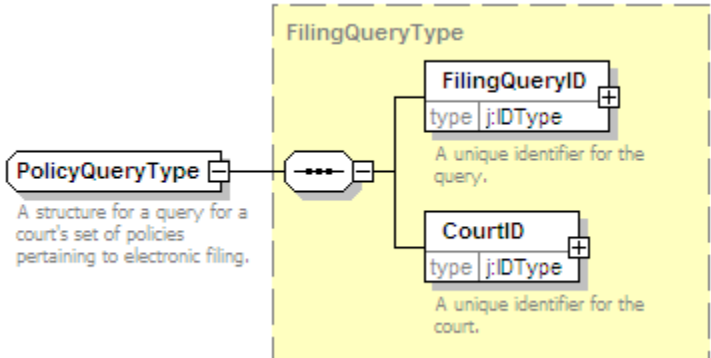 FilingQueryType
FilingQueryID
type j:IDType
A unique identifier for the
query.
PolicyQueryType
A structure for a query for a
court's set of policies
pertaining to electronic filing.
CourtID
type j:IDType
A unique identifier for the
court.